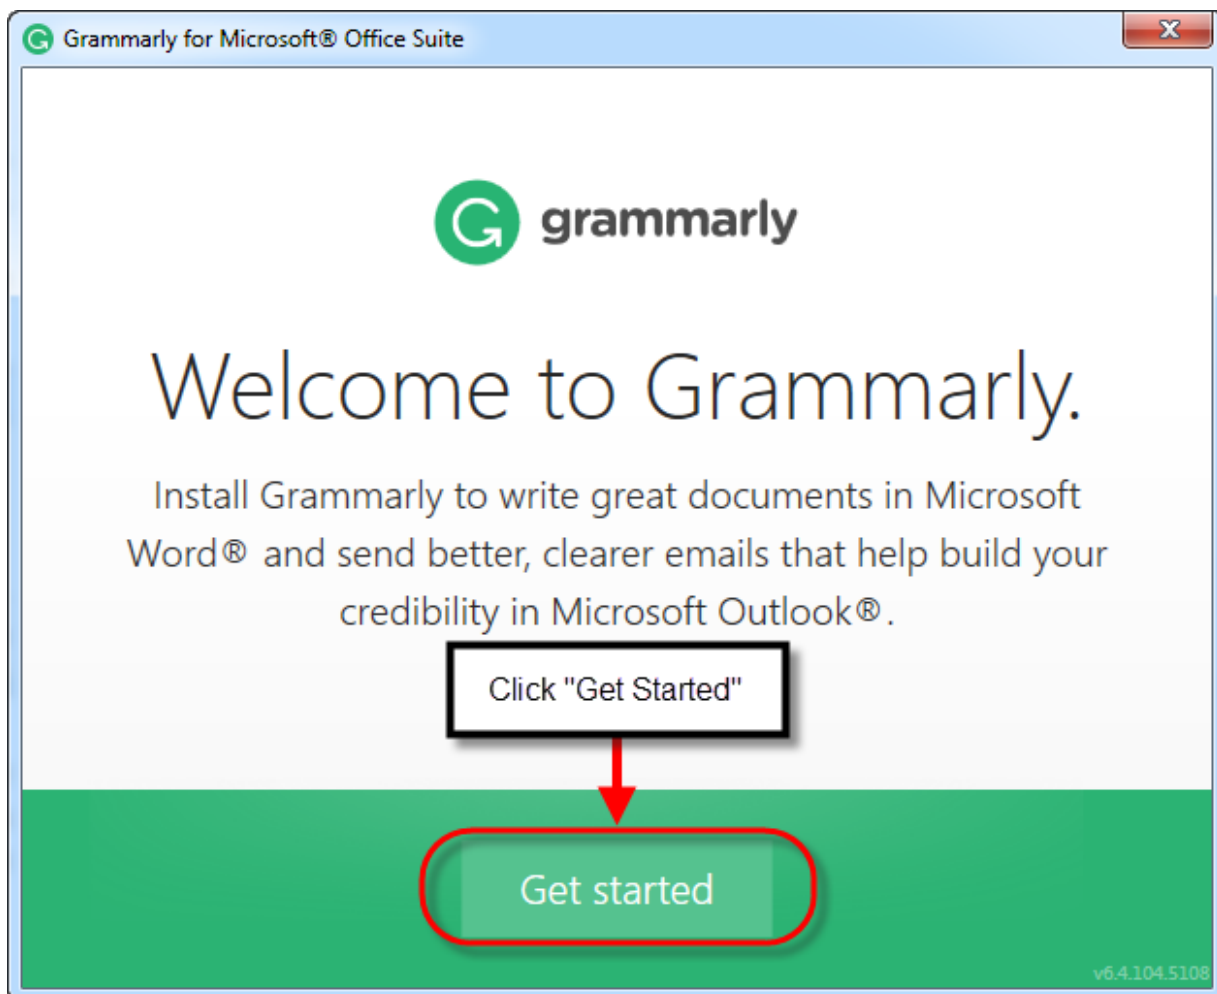 Grammarly for Microsoft® Office Suite
grammarly
Welcome to Grammarly.
Install Grammarly to write great documents in Microsoft
Word® and send better, clearer emails that help build your
credibility in Microsoft Outlook®.
Click "Get Started"
Get started
v6.4.104.5108